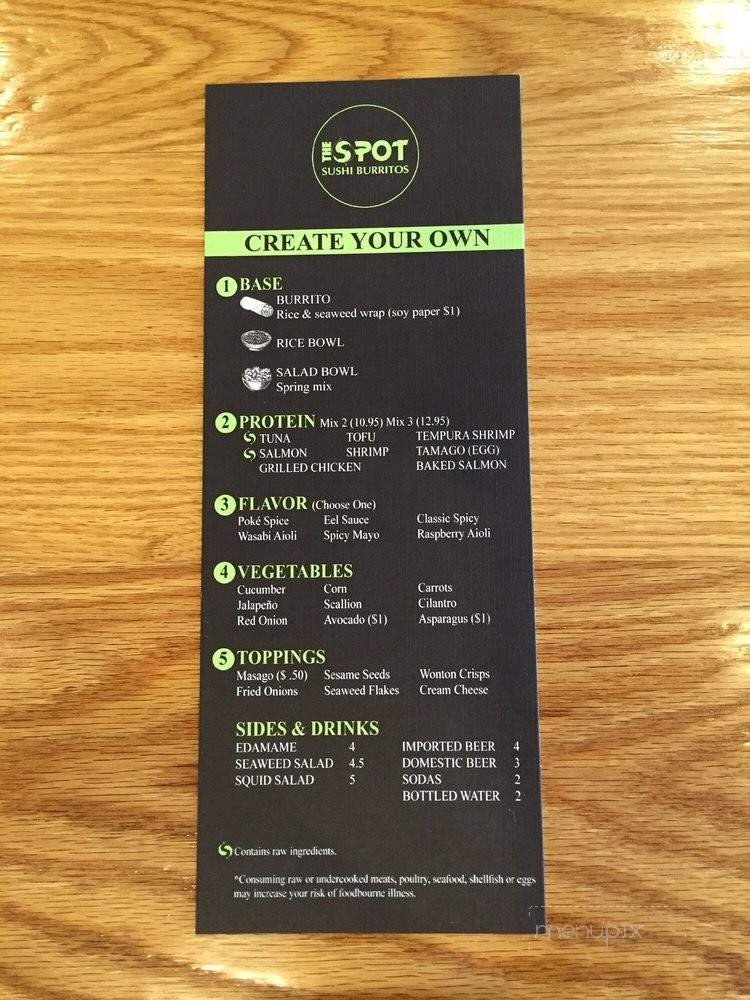 THE SPOT
SUSHI BURRITOS
CREATE YOUR OWN
1 BASE
BURRITO
Rice & seaweed wrap (soy paper $1)
RICE BOWL
SALAD BOWL
Spring mix
2 PROTEIN Mix 2 (10.95) Mix 3 (12.95)
TUNA TOFU TEMPURA SHRIMP
SALMON SHRIMP TAMAGO (EGG)
GRILLED CHICKEN BAKED SALMON
3 FLAVOR (Choose One)
Poké Spice Eel Sauce Classic Spicy
Wasabi Aioli Spicy Mayo Raspberry Aioli
4 VEGETABLES
Cucumber Corn Carrots
Jalapeño Scallion Cilantro
Red Onion Avocado ($1) Asparagus ($1)
5 TOPPINGS
Masago ($ .50) Sesame Seeds Wonton Crisps
Fried Onions Seaweed Flakes Cream Cheese
SIDES & DRINKS
EDAMAME 4 IMPORTED BEER 4
SEAWEED SALAD 4.5 DOMESTIC BEER 3
SQUID SALAD 5 SODAS 2
BOTTLED WATER 2
Contains raw ingredients.
*Consuming raw or undercooked meats, poultry, seafood, shellfish or eggs
may increase your risk of foodbourne illness.
menupix